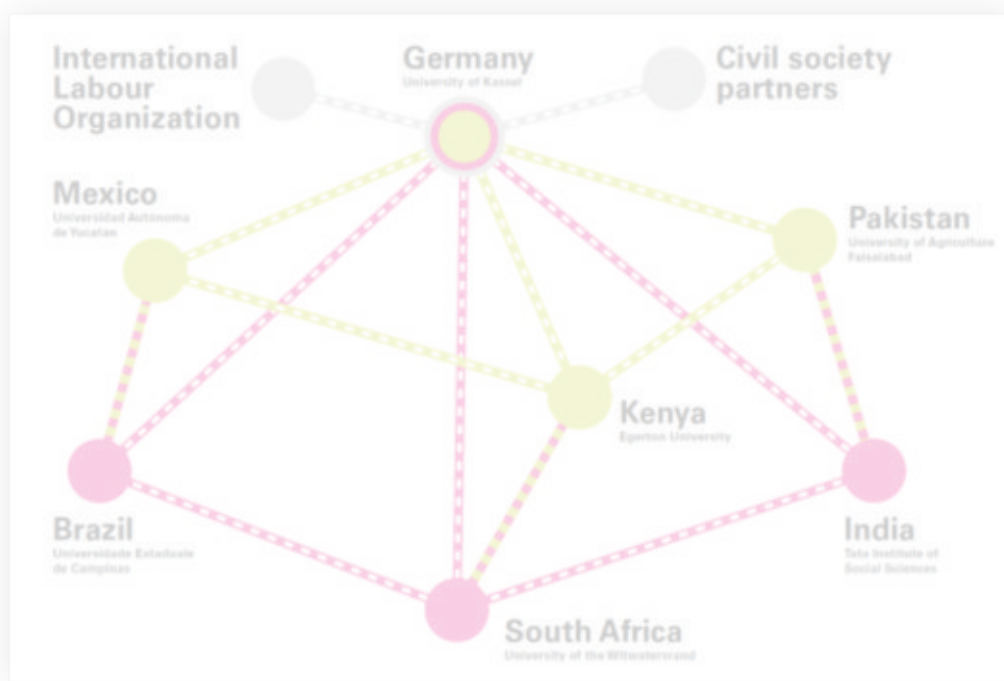 International
Labour
Organization
Germany
University of Kassel
Civil society
partners
Mexico
Universidad Autónoma
de Yucatán
Pakistan
University of Agriculture
Faisalabad
Kenya
Egerton University
Brazil
Universidade Estaduale
de Campinas
India
Tata Institute of
Social Sciences
South Africa
University of the Witwatersrand